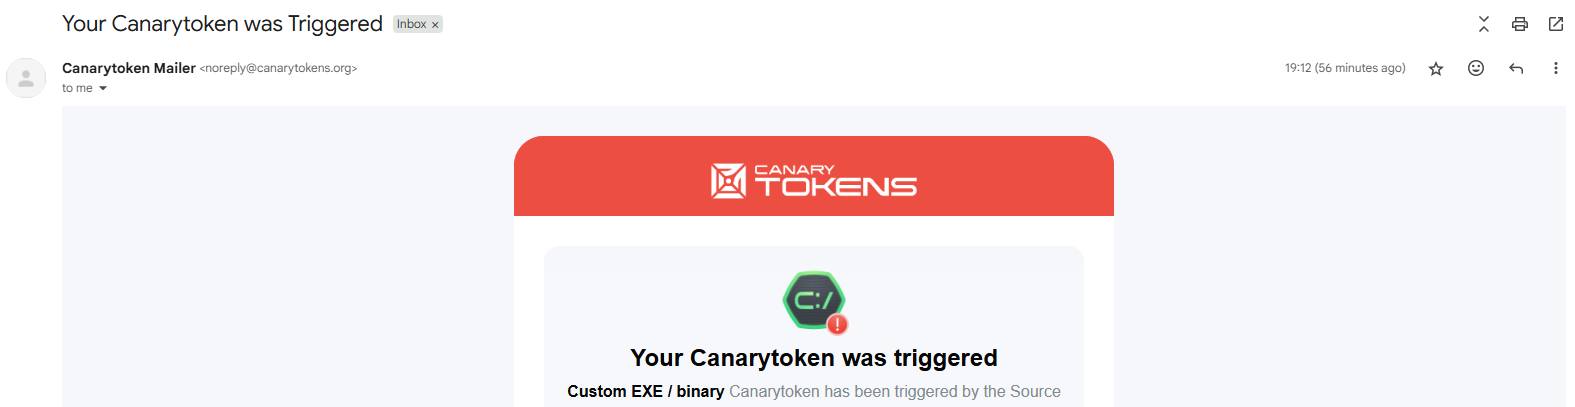 Your Canarytoken was Triggered Inbox ×
Canarytoken Mailer <noreply@canarytokens.org> 19:12 (56 minutes ago)
to me
CANARY
TOKENS
C:/
!
Your Canarytoken was triggered
Custom EXE / binary Canarytoken has been triggered by the Source